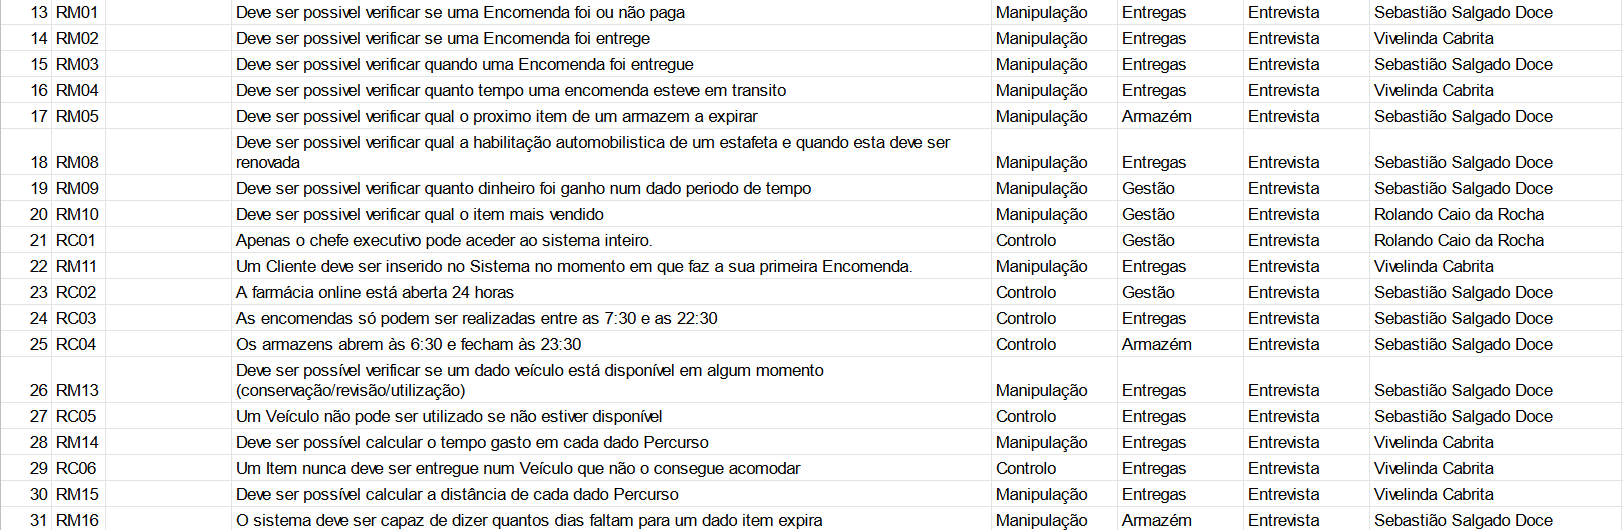 13 RM01 Deve ser possivel verificar se uma Encomenda foi ou não paga Manipulação Entregas Entrevista Sebastião Salgado Doce
14 RM02 Deve ser possivel verificar se uma Encomenda foi entrege Manipulação Entregas Entrevista Vivelinda Cabrita
15 RM03 Deve ser possivel verificar quando uma Encomenda foi entregue Manipulação Entregas Entrevista Sebastião Salgado Doce
16 RM04 Deve ser possivel verificar quanto tempo uma encomenda esteve em transito Manipulação Entregas Entrevista Vivelinda Cabrita
17 RM05 Deve ser possivel verificar qual o proximo item de um armazem a expirar Manipulação Armazém Entrevista Sebastião Salgado Doce
Deve ser possivel verificar qual a habilitação automobilistica de um estafeta e quando esta deve ser
18 RM08 renovada Manipulação Entregas Entrevista Sebastião Salgado Doce
19 RM09 Deve ser possivel verificar quanto dinheiro foi ganho num dado periodo de tempo Manipulação Gestão Entrevista Sebastião Salgado Doce
20 RM10 Deve ser possivel verificar qual o item mais vendido Manipulação Gestão Entrevista Rolando Caio da Rocha
21 RC01 Apenas o chefe executivo pode aceder ao sistema inteiro. Controlo Gestão Entrevista Rolando Caio da Rocha
22 RM11 Um Cliente deve ser inserido no Sistema no momento em que faz a sua primeira Encomenda. Manipulação Entregas Entrevista Vivelinda Cabrita
23 RC02 A farmácia online está aberta 24 horas Controlo Gestão Entrevista Sebastião Salgado Doce
24 RC03 As encomendas só podem ser realizadas entre as 7:30 e as 22:30 Controlo Entregas Entrevista Sebastião Salgado Doce
25 RC04 Os armazens abrem às 6:30 e fecham às 23:30 Controlo Armazém Entrevista Sebastião Salgado Doce
Deve ser possível verificar se um dado veículo está disponível em algum momento
26 RM13 (conservação/revisão/utilização) Manipulação Entregas Entrevista Sebastião Salgado Doce
27 RC05 Um Veículo não pode ser utilizado se não estiver disponível Controlo Entregas Entrevista Sebastião Salgado Doce
28 RM14 Deve ser possível calcular o tempo gasto em cada dado Percurso Manipulação Entregas Entrevista Vivelinda Cabrita
29 RC06 Um Item nunca deve ser entregue num Veículo que não o consegue acomodar Controlo Entregas Entrevista Vivelinda Cabrita
30 RM15 Deve ser possível calcular a distância de cada dado Percurso Manipulação Entregas Entrevista Vivelinda Cabrita
31 RM16 O sistema deve ser capaz de dizer quantos dias faltam para um dado item expira Manipulação Armazém Entrevista Sebastião Salgado Doce